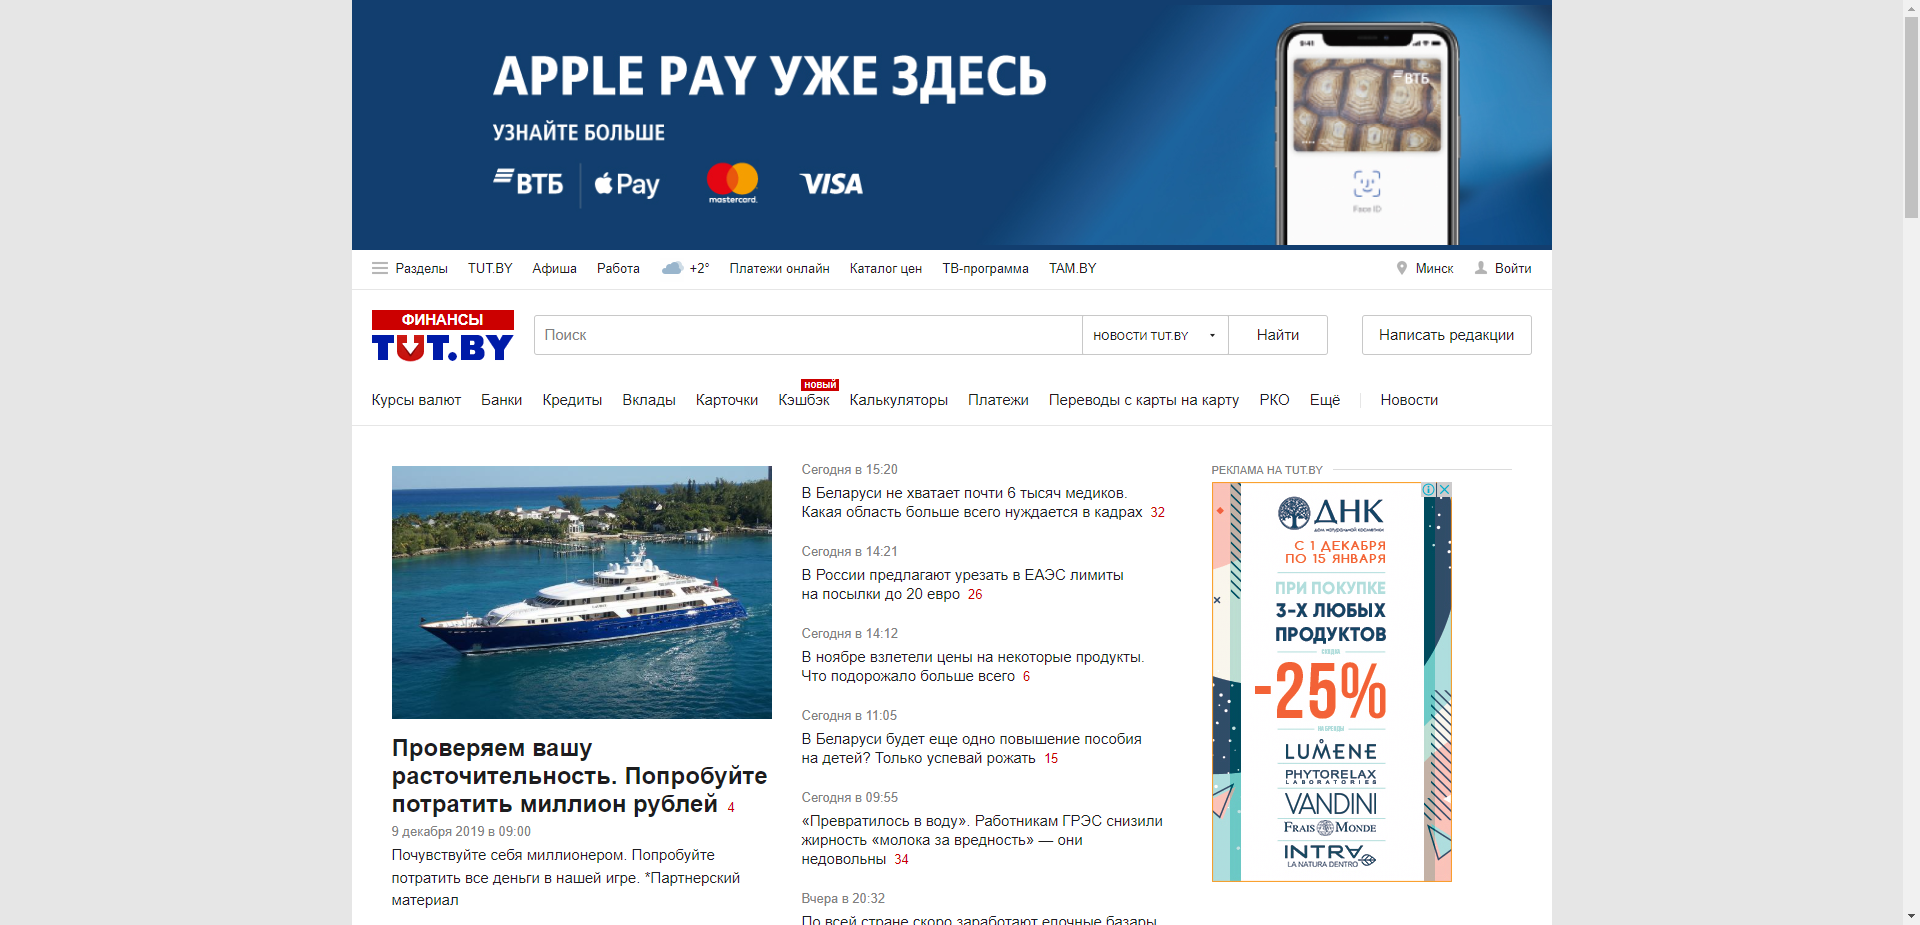 APPLE PAY УЖЕ ЗДЕСЬ
УЗНАЙТЕ БОЛЬШЕ
ВТБ Pay mastercard. VISA
9:41
ВТБ
Face ID
Разделы TUT.BY Афиша Работа +2° Платежи онлайн Каталог цен ТВ-программа TAM.BY Минск Войти
ФИНАНСЫ
TUT.BY
Поиск НОВОСТИ TUT.BY Найти Написать редакции
НОВЫЙ
Курсы валют Банки Кредиты Вклады Карточки Кэшбэк Калькуляторы Платежи Переводы с карты на карту РКО Ещё Новости
Проверяем вашу
расточительность. Попробуйте
потратить миллион рублей 4
9 декабря 2019 в 09:00
Почувствуйте себя миллионером. Попробуйте
потратить все деньги в нашей игре. *Партнерский
материал
Сегодня в 15:20
В Беларуси не хватает почти 6 тысяч медиков.
Какая область больше всего нуждается в кадрах 32
Сегодня в 14:21
В России предлагают урезать в ЕАЭС лимиты
на посылки до 20 евро 26
Сегодня в 14:12
В ноябре взлетели цены на некоторые продукты.
Что подорожало больше всего 6
Сегодня в 11:05
В Беларуси будет еще одно повышение пособия
на детей? Только успевай рожать 15
Сегодня в 09:55
«Превратилось в воду». Работникам ГРЭС снизили
жирность «молока за вредность» — они
недовольны 34
Вчера в 20:32
По всей стране скоро заработают елочные базары.
РЕКЛАМА НА TUT.BY
ДНК
дом натуральной косметики
С 1 ДЕКАБРЯ
ПО 15 ЯНВАРЯ
ПРИ ПОКУПКЕ
3-Х ЛЮБЫХ
ПРОДУКТОВ
СКИДКА
-25%
НА БРЕНДЫ
LUMENE
PHYTORELAX
LABORATORIES
VANDINI
FRAIS MONDE
INTRA
LA NATURA DENTRO